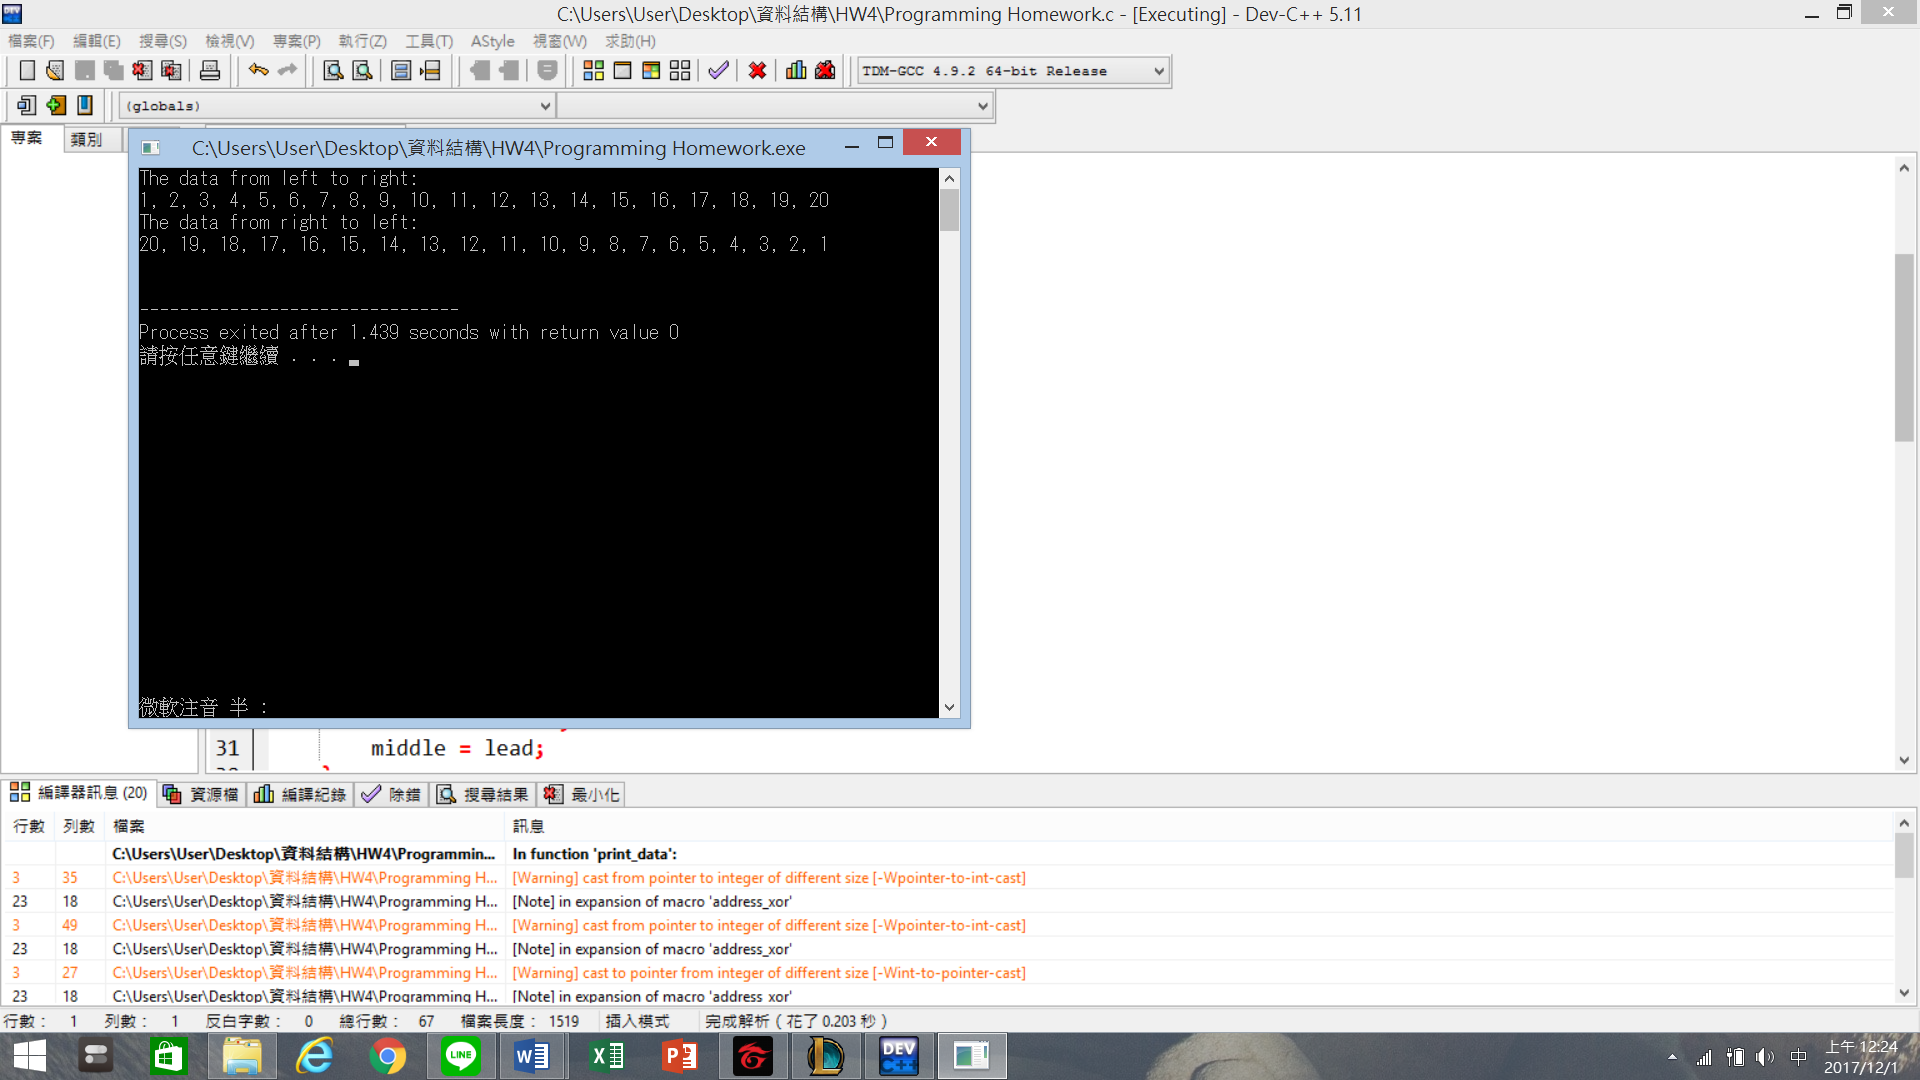 C:\Users\User\Desktop\資料結構\HW4\Programming Homework.c - [Executing] - Dev-C++ 5.11
檔案(F) 編輯(E) 搜尋(S) 檢視(V) 專案(P) 執行(Z) 工具(T) AStyle 視窗(W) 求助(H)
TDM-GCC 4.9.2 64-bit Release
(globals)
專案 類別
C:\Users\User\Desktop\資料結構\HW4\Programming Homework.exe
The data from left to right:
1, 2, 3, 4, 5, 6, 7, 8, 9, 10, 11, 12, 13, 14, 15, 16, 17, 18, 19, 20
The data from right to left:
20, 19, 18, 17, 16, 15, 14, 13, 12, 11, 10, 9, 8, 7, 6, 5, 4, 3, 2, 1
--------------------------------
Process exited after 1.439 seconds with return value 0
請按任意鍵繼續 . . .
微軟注音 半 :
31 middle = lead;
編譯器訊息 (20) 資源檔 編譯紀錄 除錯 搜尋結果 最小化
行數 列數 檔案 訊息
C:\Users\User\Desktop\資料結構\HW4\Programmin... In function 'print_data':
3 35 C:\Users\User\Desktop\資料結構\HW4\Programming H... [Warning] cast from pointer to integer of different size [-Wpointer-to-int-cast]
23 18 C:\Users\User\Desktop\資料結構\HW4\Programming H... [Note] in expansion of macro 'address_xor'
3 49 C:\Users\User\Desktop\資料結構\HW4\Programming H... [Warning] cast from pointer to integer of different size [-Wpointer-to-int-cast]
23 18 C:\Users\User\Desktop\資料結構\HW4\Programming H... [Note] in expansion of macro 'address_xor'
3 27 C:\Users\User\Desktop\資料結構\HW4\Programming H... [Warning] cast to pointer from integer of different size [-Wint-to-pointer-cast]
23 18 C:\Users\User\Desktop\資料結構\HW4\Programming H... [Note] in expansion of macro 'address_xor'
行數： 1 列數： 1 反白字數： 0 總行數： 67 檔案長度： 1519 插入模式 完成解析 ( 花了 0.203 秒 )
LINE DEV C++ 中 上午 12:24
2017/12/1